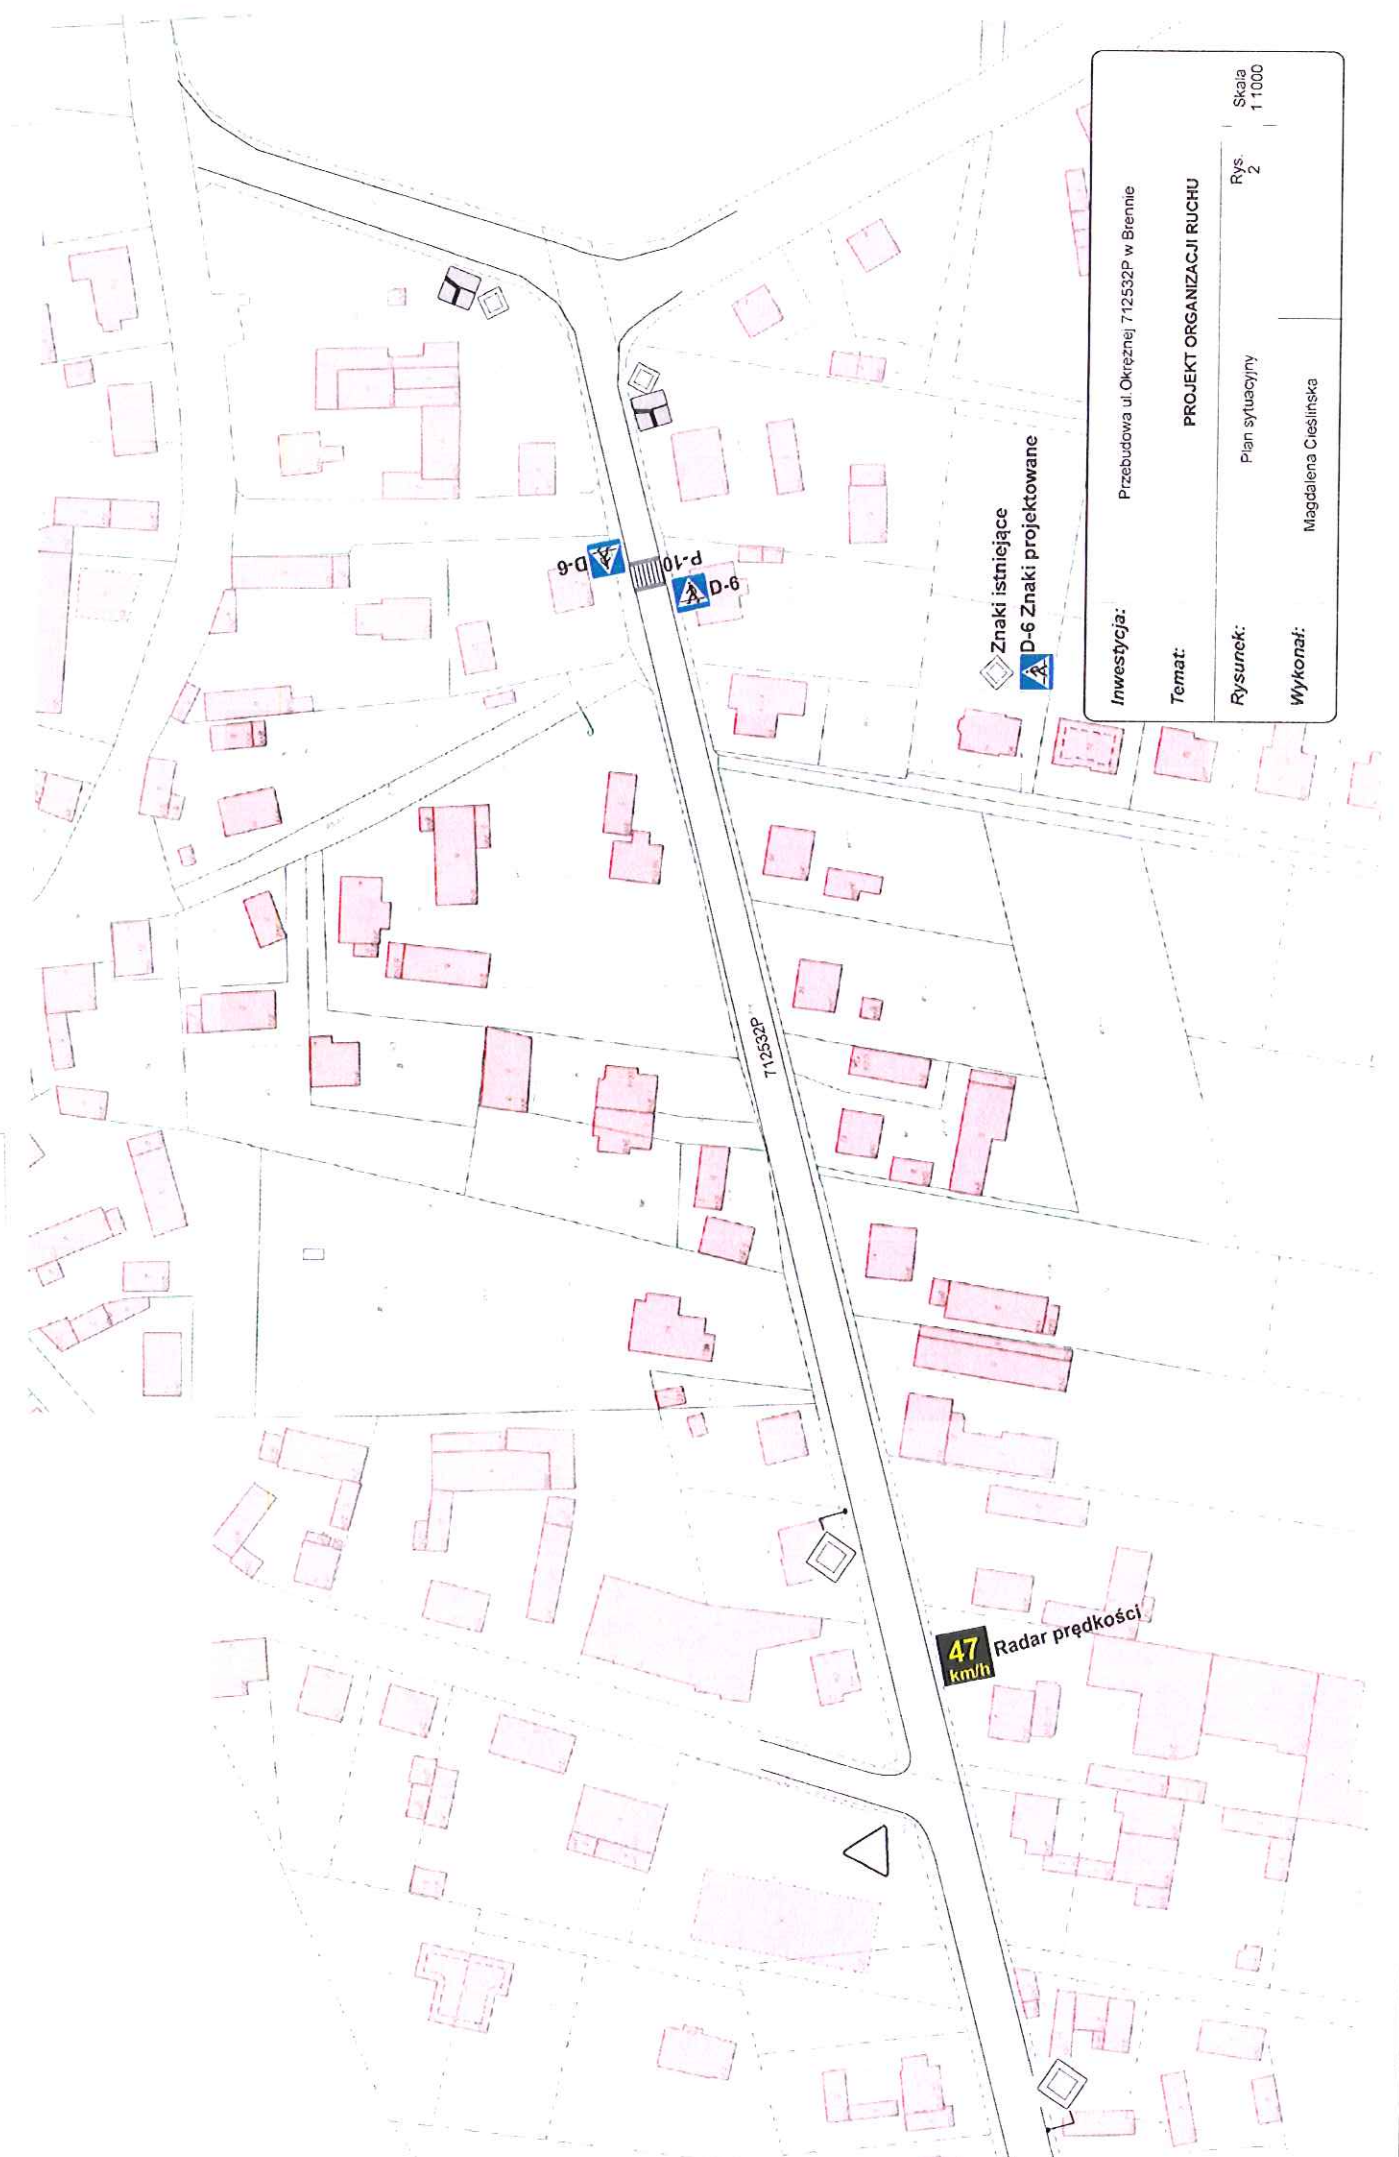 D-6
P-10
D-6
712532P
47
km/h
Radar prędkości
Znaki istniejące
D-6 Znaki projektowane
Inwestycja:
Przebudowa ul.Okrężnej 712532P w Brennie
Temat:
PROJEKT ORGANIZACJI RUCHU
Rysunek:
Plan sytuacyjny
Rys.
2
Skala
1 1000
Wykonał:
Magdalena Cieślińska